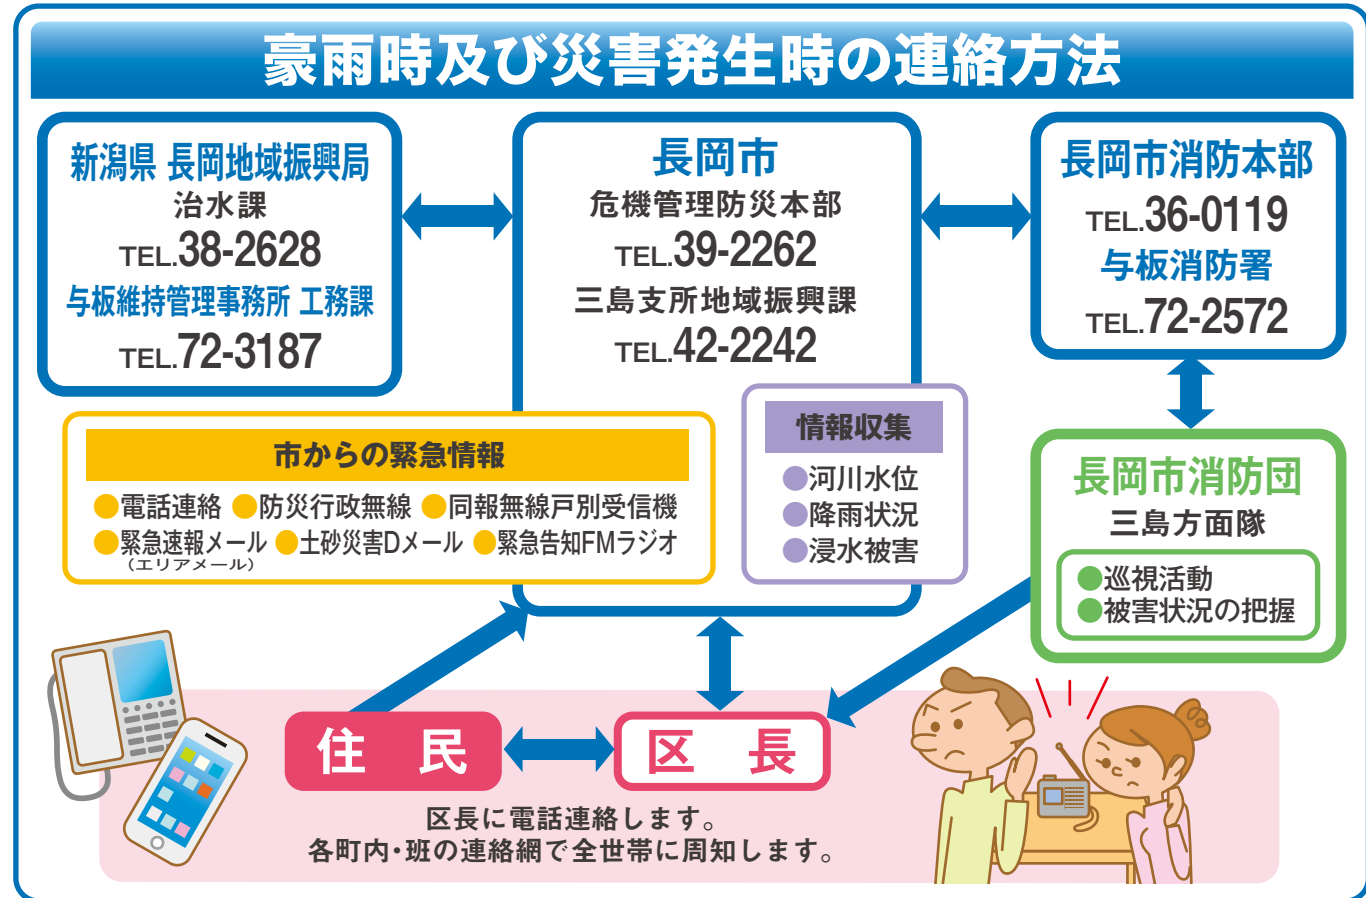 豪雨時及び災害発生時の連絡方法
新潟県 長岡地域振興局
治水課
TEL.38-2628
与板維持管理事務所 工務課
TEL.72-3187
長岡市
危機管理防災本部
TEL.39-2262
三島支所地域振興課
TEL.42-2242
長岡市消防本部
TEL.36-0119
与板消防署
TEL.72-2572
市からの緊急情報
●電話連絡 ●防災行政無線 ●同報無線戸別受信機
●緊急速報メール ●土砂災害Dメール ●緊急告知FMラジオ
(エリアメール)
情報収集
●河川水位
●降雨状況
●浸水被害
長岡市消防団
三島方面隊
●巡視活動
●被害状況の把握
住 民
区 長
区長に電話連絡します。
各町内・班の連絡網で全世帯に周知します。